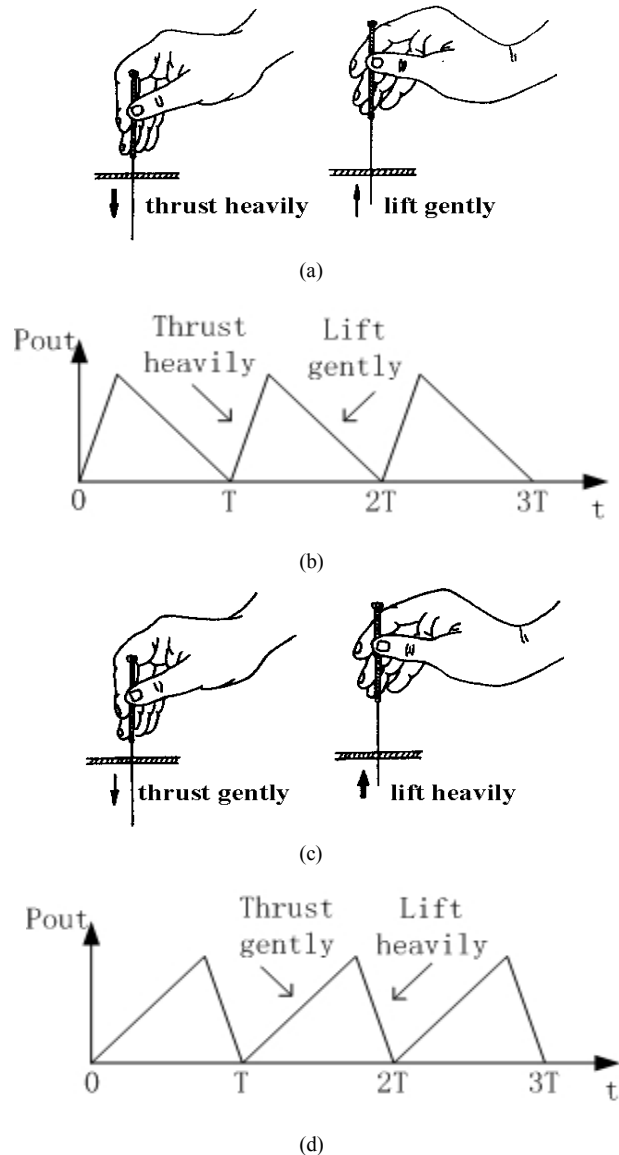 thrust heavily lift gently
(a)
Pout
Thrust
heavily
Lift
gently
0 T 2T 3T t
(b)
thrust gently lift heavily
(c)
Pout
Thrust
gently
Lift
heavily
0 T 2T 3T t
(d)